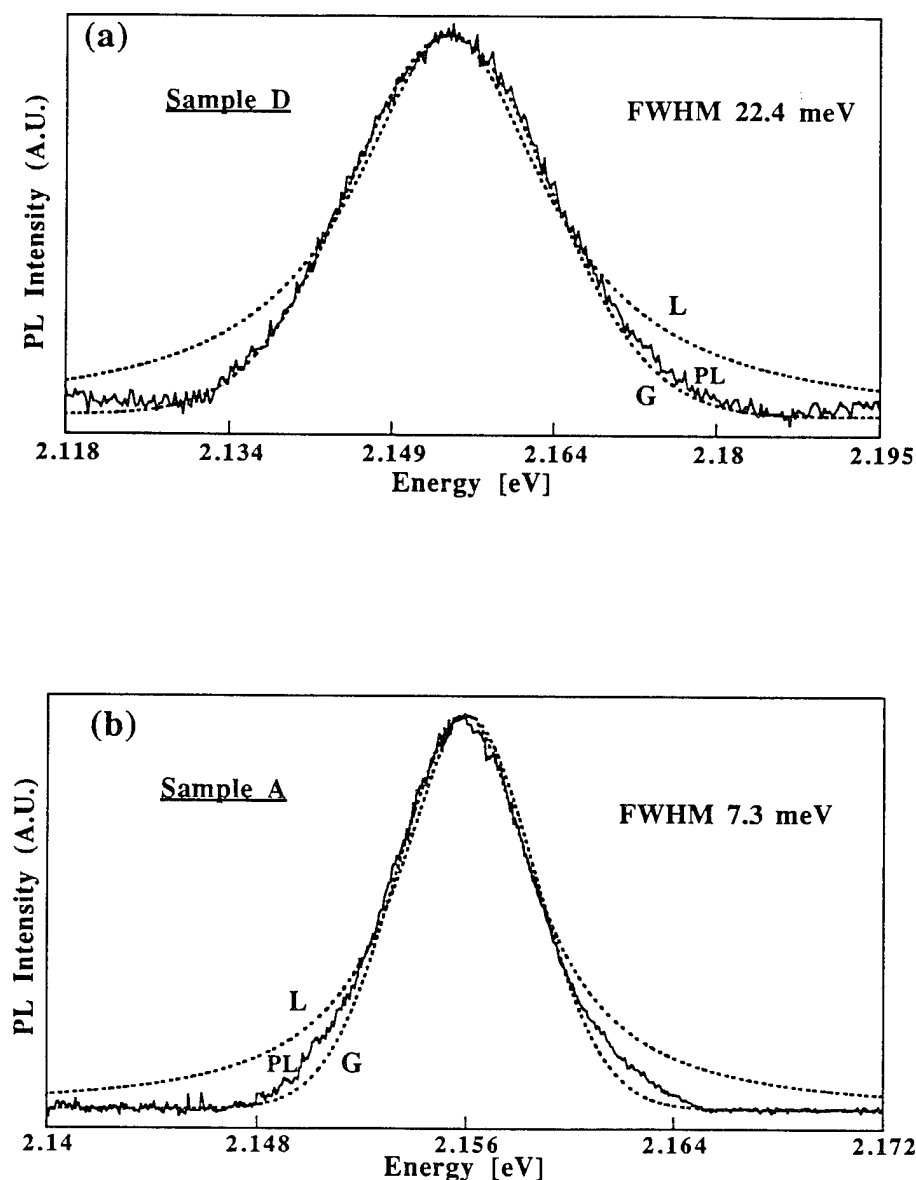 (a)
Sample D
FWHM 22.4 meV
PL Intensity (A.U.)
L
PL
G
2.118 2.134 2.149 2.164 2.18 2.195
Energy [eV]
(b)
Sample A
FWHM 7.3 meV
PL Intensity (A.U.)
L
PL
G
2.14 2.148 2.156 2.164 2.172
Energy [eV]